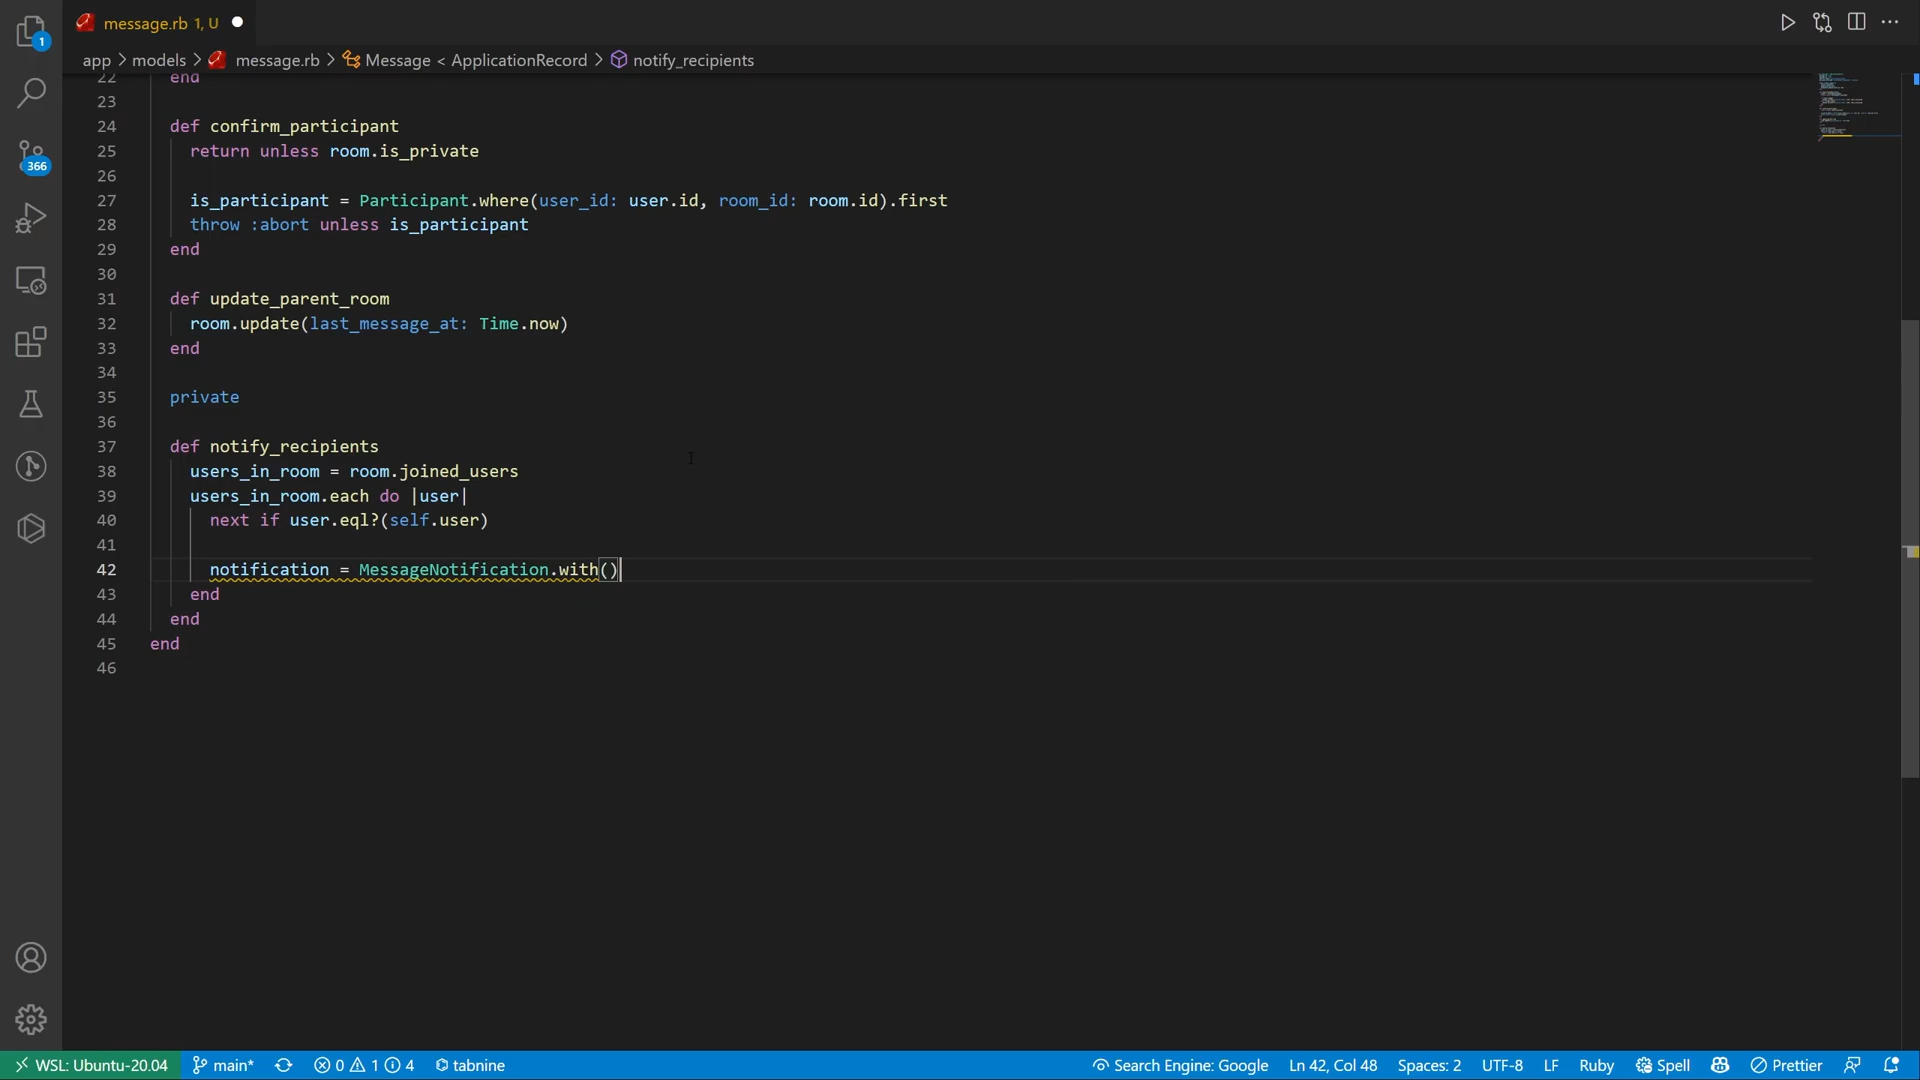 1
message.rb 1, U
app > models > message.rb > Message < ApplicationRecord > notify_recipients
366
22 end
23
24 def confirm_participant
25 return unless room.is_private
26
27 is_participant = Participant.where(user_id: user.id, room_id: room.id).first
28 throw :abort unless is_participant
29 end
30
31 def update_parent_room
32 room.update(last_message_at: Time.now)
33 end
34
35 private
36
37 def notify_recipients
38 users_in_room = room.joined_users
39 users_in_room.each do |user|
40 next if user.eql?(self.user)
41
42 notification = MessageNotification.with()
43 end
44 end
45 end
46
WSL: Ubuntu-20.04 main* 0 1 4 tabnine Search Engine: Google Ln 42, Col 48 Spaces: 2 UTF-8 LF Ruby Spell Prettier